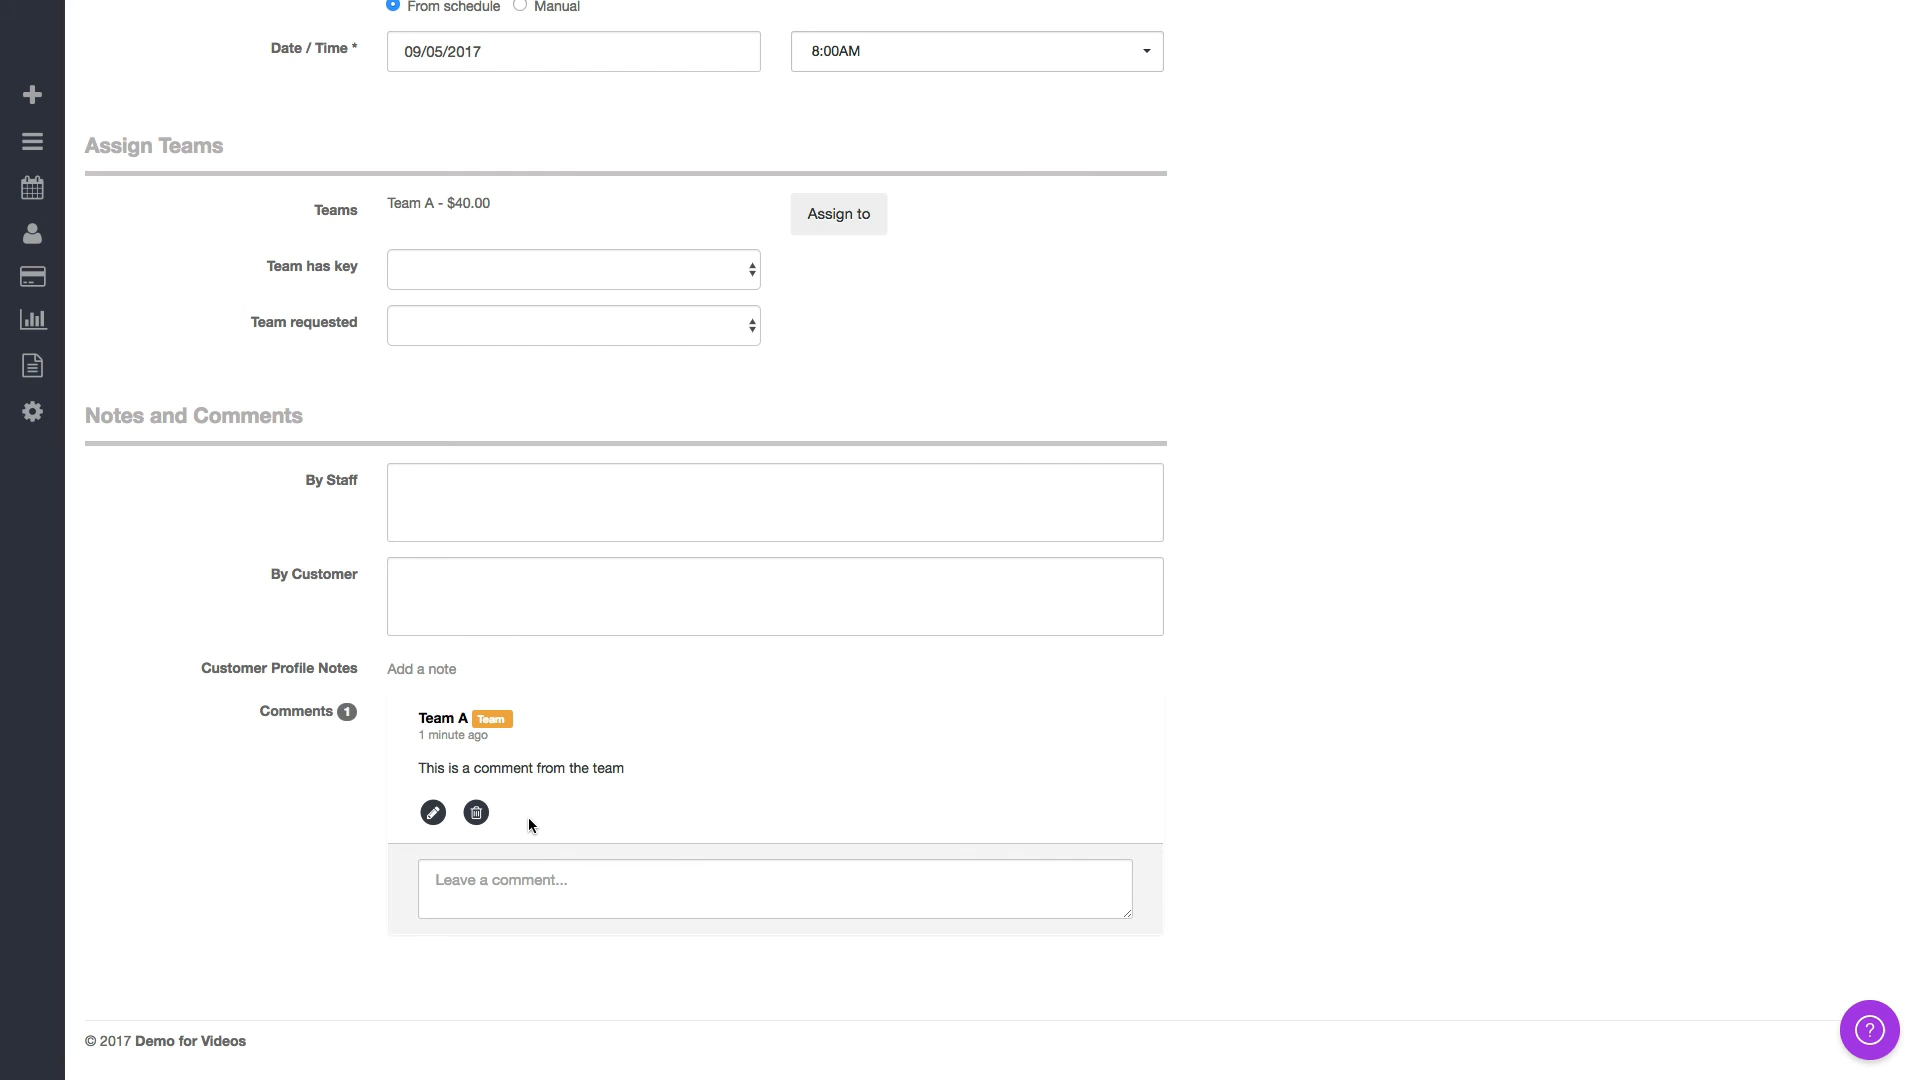 From schedule Manual
Date / Time *
09/05/2017
8:00AM
Assign Teams
Teams
Team A - $40.00
Assign to
Team has key
Team requested
Notes and Comments
By Staff
By Customer
Customer Profile Notes
Add a note
Comments 1
Team A Team
1 minute ago
This is a comment from the team
Leave a comment...
© 2017 Demo for Videos
?